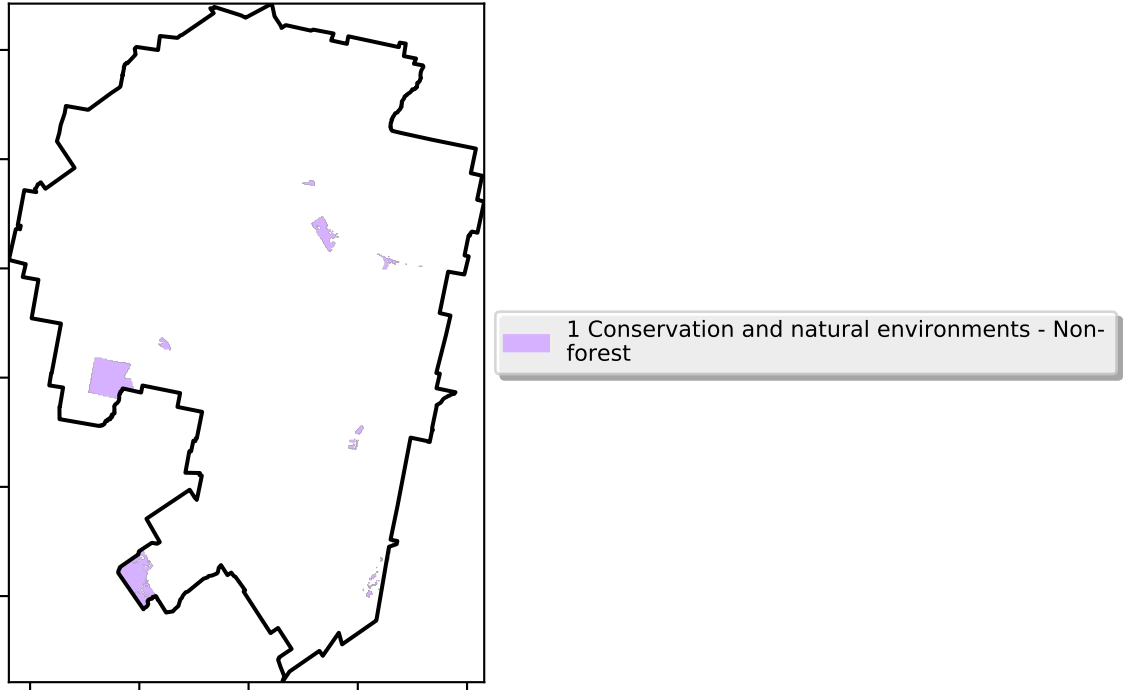 1 Conservation and natural environments - Non-
forest